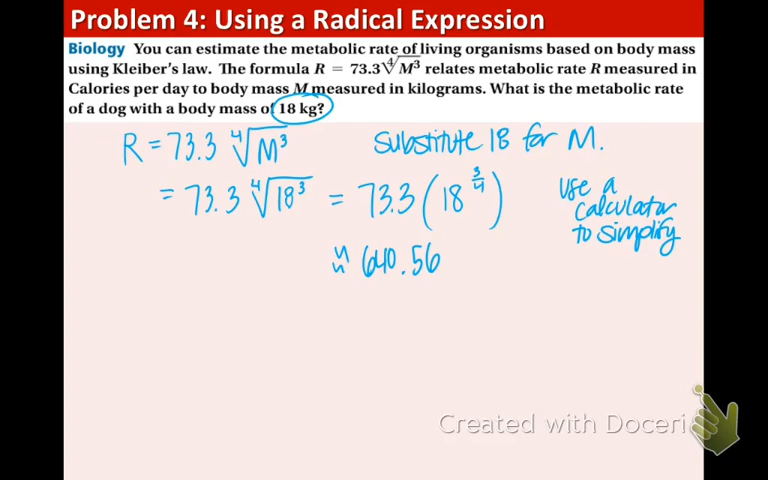 Problem 4: Using a Radical Expression
Biology You can estimate the metabolic rate of living organisms based on body mass
using Kleiber's law. The formula R = 73.3∜M³ relates metabolic rate R measured in
Calories per day to body mass M measured in kilograms. What is the metabolic rate
of a dog with a body mass of 18 kg?
R = 73.3 ∜M³ Substitute 18 for M.
= 73.3 ∜18³ = 73.3 (18^(3/4)) use a
calculator
to simplify
≈ 640.56
Created with Doceri